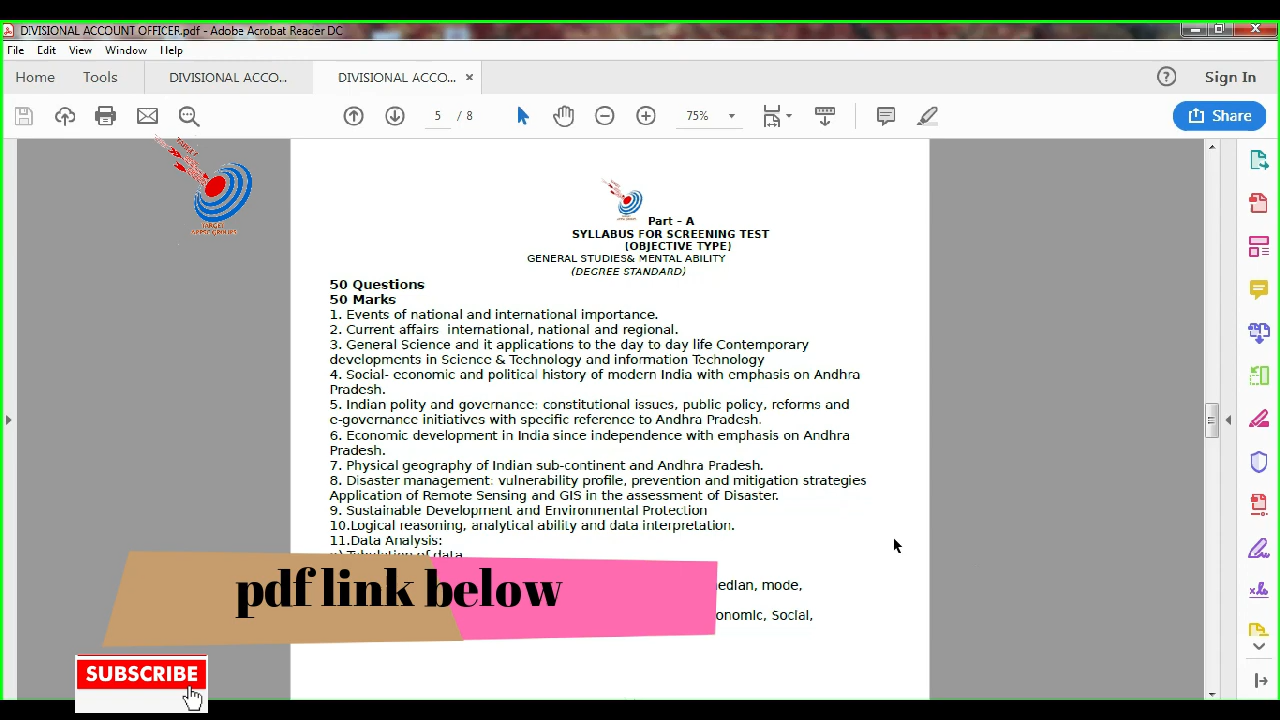 DIVISIONAL ACCOUNT OFFICER.pdf - Adobe Acrobat Reader DC
File Edit View Window Help
Home Tools DIVISIONAL ACCO... DIVISIONAL ACCO... × Sign In
5 / 8 75% Share
TARGET
Part - A
SYLLABUS FOR SCREENING TEST
(OBJECTIVE TYPE)
GENERAL STUDIES& MENTAL ABILITY
(DEGREE STANDARD)
50 Questions
50 Marks
1. Events of national and international importance.
2. Current affairs international, national and regional.
3. General Science and it applications to the day to day life Contemporary
developments in Science & Technology and information Technology
4. Social- economic and political history of modern India with emphasis on Andhra
Pradesh.
5. Indian polity and governance: constitutional issues, public policy, reforms and
e-governance initiatives with specific reference to Andhra Pradesh.
6. Economic development in India since independence with emphasis on Andhra
Pradesh.
7. Physical geography of Indian sub-continent and Andhra Pradesh.
8. Disaster management: vulnerability profile, prevention and mitigation strategies
Application of Remote Sensing and GIS in the assessment of Disaster.
9. Sustainable Development and Environmental Protection
10.Logical reasoning, analytical ability and data interpretation.
11.Data Analysis:
Tabulation of data
mode,
Social,
pdf link below
SUBSCRIBE